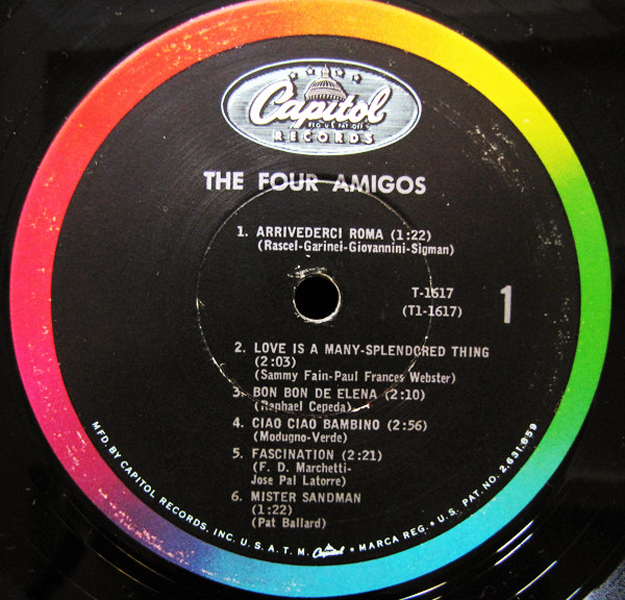 Capitol
REG. U.S. PAT. OFF.
RECORDS
THE FOUR AMIGOS
1. ARRIVEDERCI ROMA (1:22)
(Rascel-Garinei-Giovannini-Sigman)
T-1617
(T1-1617)
1
2. LOVE IS A MANY-SPLENDORED THING
(2:03)
(Sammy Fain-Paul Frances Webster)
3. BON BON DE ELENA (2:10)
(Raphael Cepeda)
4. CIAO CIAO BAMBINO (2:56)
(Modugno-Verde)
5. FASCINATION (2:21)
(F. D. Marchetti-
Jose Pal Latorre)
6. MISTER SANDMAN
(1:22)
(Pat Ballard)
MFD. BY CAPITOL RECORDS, INC. U. S. A. T. M. Capitol • MARCA REG. • U. S. PAT. NO. 2,631,859